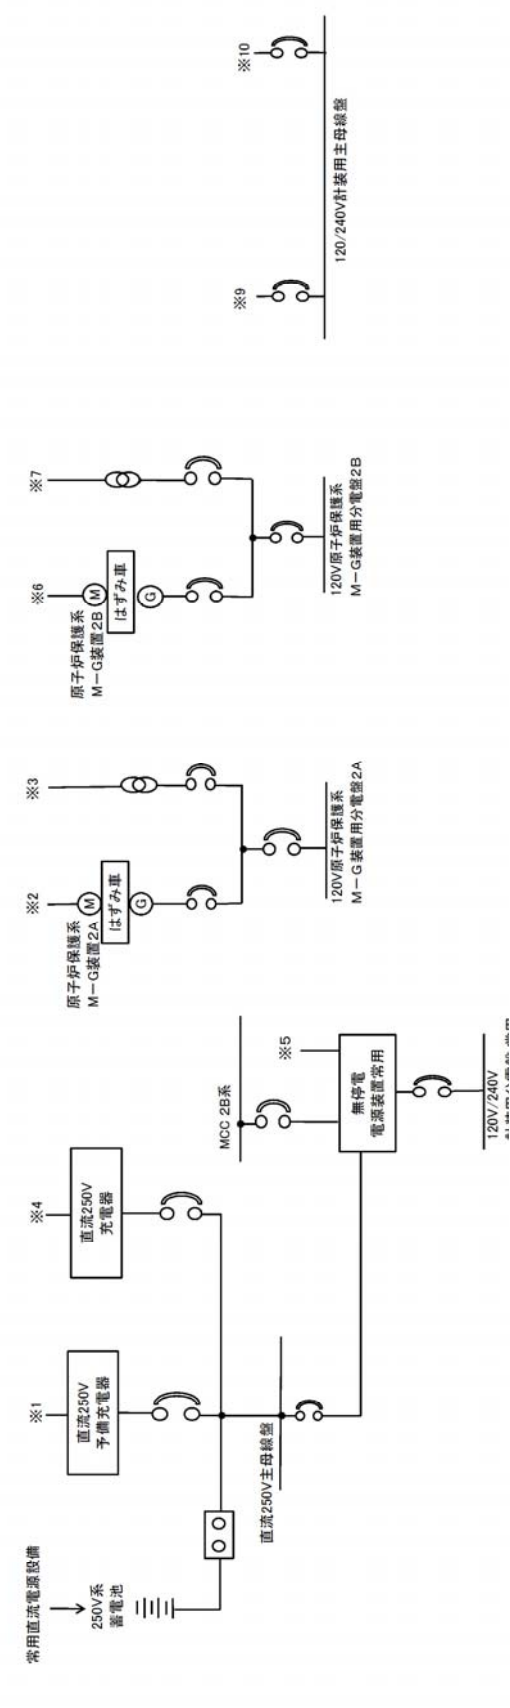 常用直流電源設備
250V系
蓄電池
※1
直流250V
予備充電器
※4
直流250V
充電器
直流250V主母線盤
MCC 2B系
※5
無停電
電源装置常用
120V/240V
※2
原子炉保護系
M－G装置2A
M
はずみ車
G
※3
120V原子炉保護系
M－G装置用分電盤2A
※6
原子炉保護系
M－G装置2B
M
はずみ車
G
※7
120V原子炉保護系
M－G装置用分電盤2B
※9
※10
120/240V計装用主母線盤